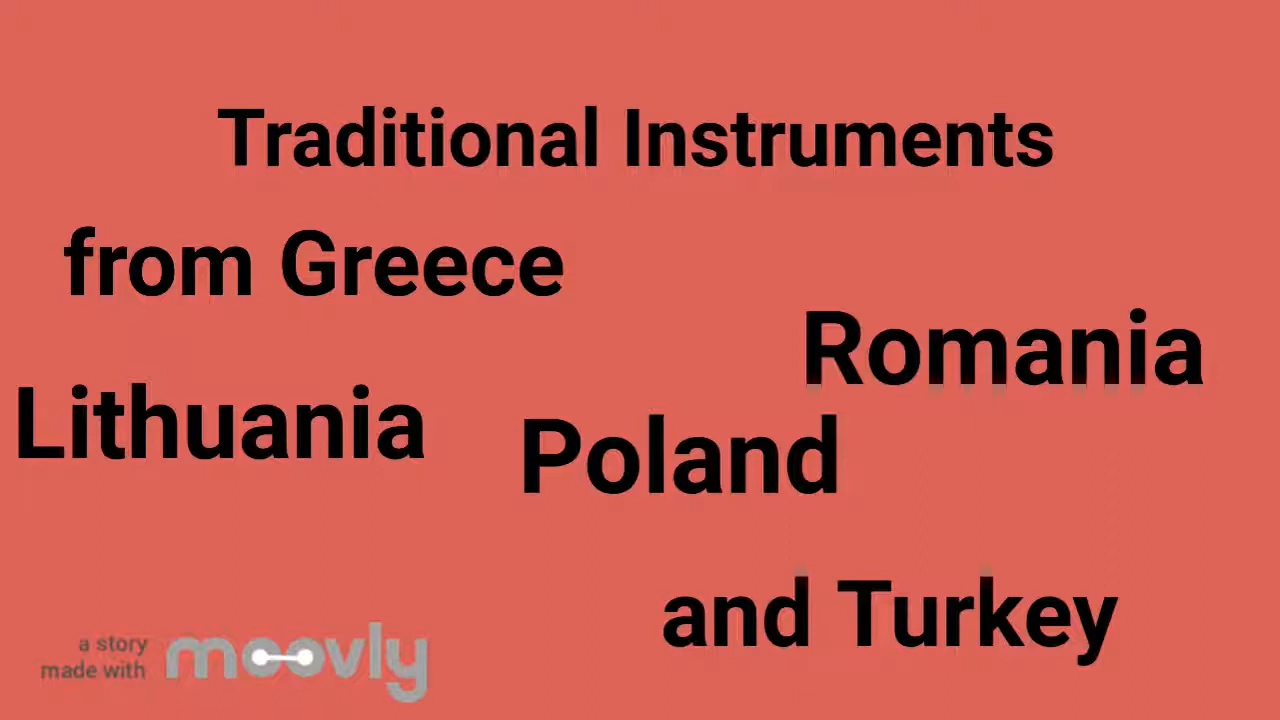 Traditional Instruments
from Greece
Romania
Lithuania
Poland
and Turkey
a story
made with
moovly